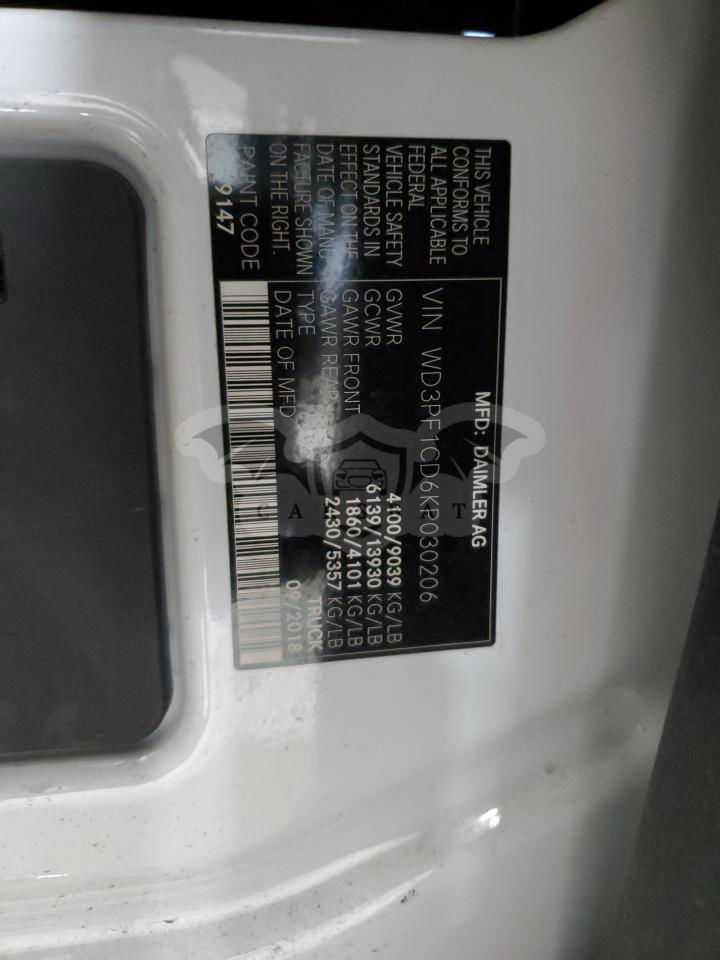 THIS VEHICLE
CONFORMS TO
ALL APPLICABLE
FEDERAL
VEHICLE SAFETY
STANDARDS IN
EFFECT ON THE
DATE OF MANU-
FACTURE SHOWN
ON THE RIGHT.
PAINT CODE
9147
MFD: DAIMLER AG
VIN WD3PF1CD6KP030206
GVWR 4100/9039 KG/LB
GCWR 6139/13930 KG/LB
GAWR FRONT 1860/4101 KG/LB
GAWR REAR 2430/5357 KG/LB
TYPE TRUCK
DATE OF MFD 09/2018